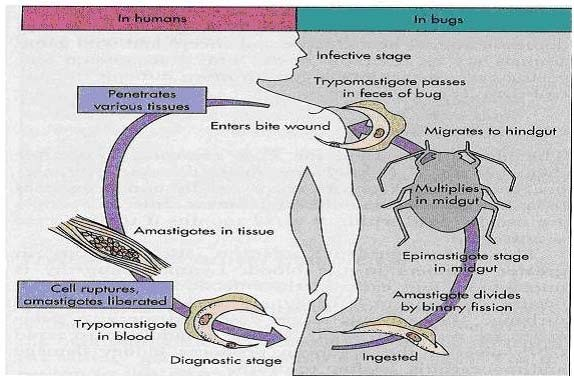 In humans
In bugs
Infective stage
Trypomastigote passes
in feces of bug
Penetrates
various tissues
Enters bite wound
Migrates to hindgut
Multiplies
in midgut
Amastigotes in tissue
Epimastigote stage
in midgut
Cell ruptures,
amastigotes liberated
Amastigote divides
by binary fission
Trypomastigote
in blood
Diagnostic stage
Ingested